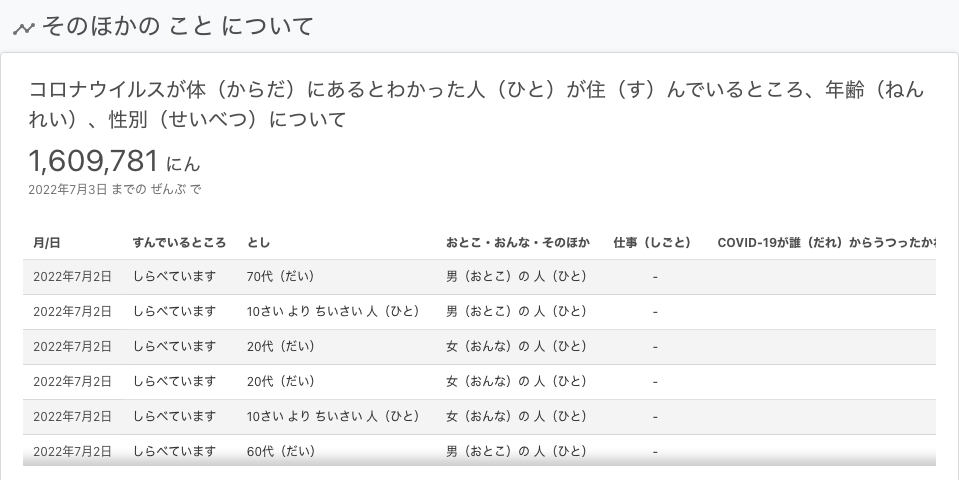 そのほかの こと について
コロナウイルスが体（からだ）にあるとわかった人（ひと）が住（す）んでいるところ、年齢（ねん
れい）、性別（せいべつ）について
1,609,781 にん
2022年7月3日 までの ぜんぶ で
月/日 すんでいるところ とし おとこ・おんな・そのほか 仕事（しごと） COVID-19が誰（だれ）からうつったかわ
2022年7月2日 しらべています 70代（だい） 男（おとこ）の 人（ひと） -
2022年7月2日 しらべています 10さい より ちいさい 人（ひと） 男（おとこ）の 人（ひと） -
2022年7月2日 しらべています 20代（だい） 女（おんな）の 人（ひと） -
2022年7月2日 しらべています 20代（だい） 女（おんな）の 人（ひと） -
2022年7月2日 しらべています 10さい より ちいさい 人（ひと） 女（おんな）の 人（ひと） -
2022年7月2日 しらべています 60代（だい） 男（おとこ）の 人（ひと） -